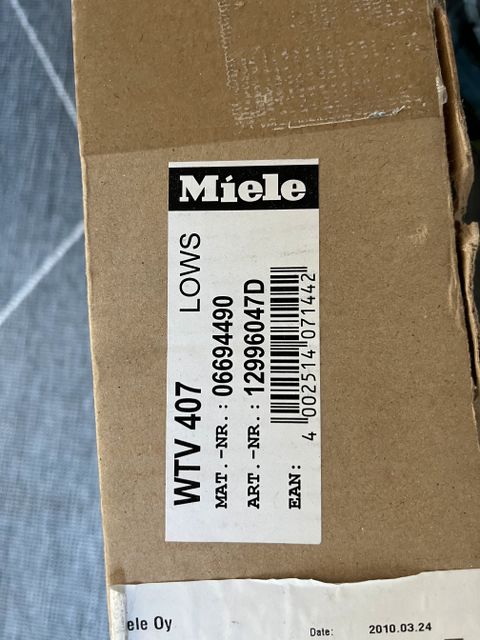 Miele
WTV 407 LOWS
MAT.-NR.: 06694490
ART.-NR.: 12996047D
EAN: 4 002514 071442
ele Oy
Date: 2010.03.24